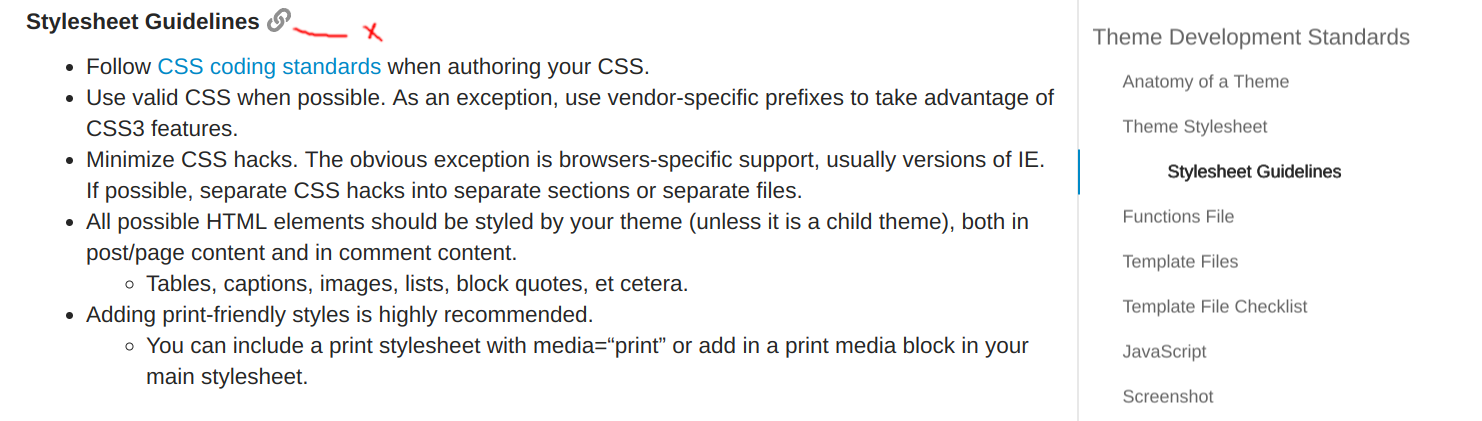 Stylesheet Guidelines
Follow CSS coding standards when authoring your CSS.
Use valid CSS when possible. As an exception, use vendor-specific prefixes to take advantage of
CSS3 features.
Minimize CSS hacks. The obvious exception is browsers-specific support, usually versions of IE.
If possible, separate CSS hacks into separate sections or separate files.
All possible HTML elements should be styled by your theme (unless it is a child theme), both in
post/page content and in comment content.
Tables, captions, images, lists, block quotes, et cetera.
Adding print-friendly styles is highly recommended.
You can include a print stylesheet with media=“print” or add in a print media block in your
main stylesheet.
Theme Development Standards
Anatomy of a Theme
Theme Stylesheet
Stylesheet Guidelines
Functions File
Template Files
Template File Checklist
JavaScript
Screenshot